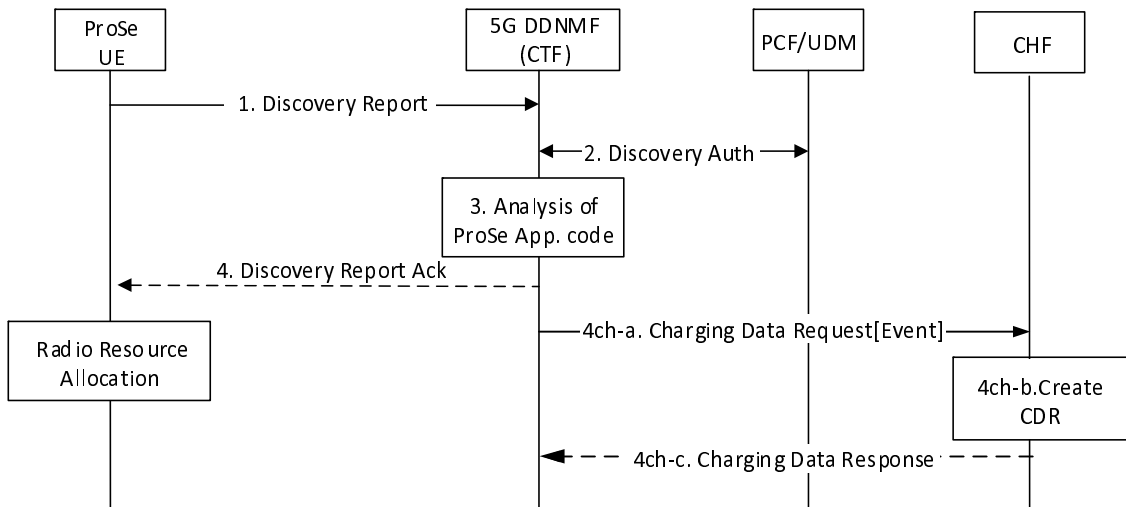 ProSe
UE
5G DDNMF
(CTF)
PCF/UDM
CHF
1. Discovery Report
2. Discovery Auth
3. Analysis of
ProSe App. code
4. Discovery Report Ack
4ch-a. Charging Data Request[Event]
Radio Resource
Allocation
4ch-b.Create
CDR
4ch-c. Charging Data Response